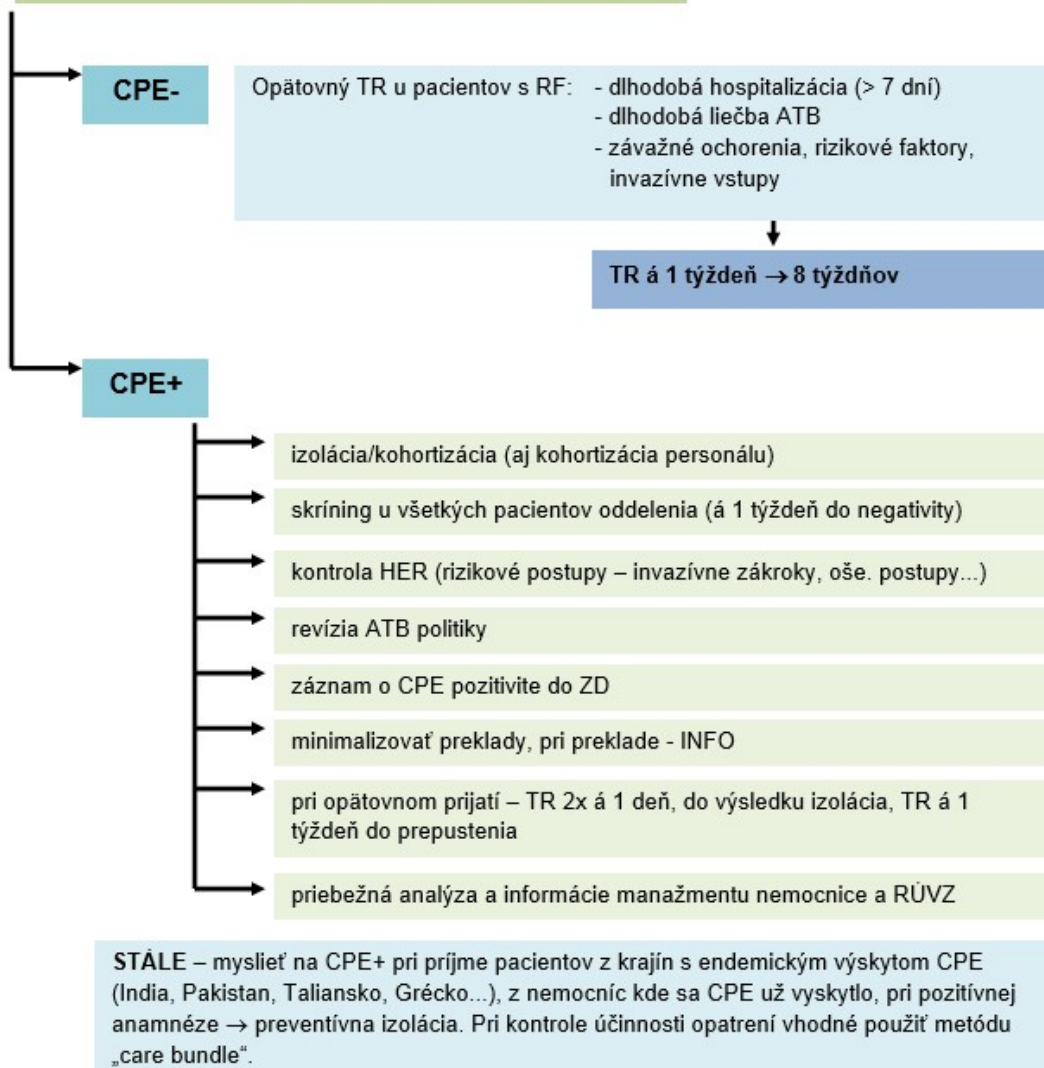 CPE-
Opätovný TR u pacientov s RF: - dlhodobá hospitalizácia (> 7 dní)
- dlhodobá liečba ATB
- závažné ochorenia, rizikové faktory,
invazívne vstupy
TR á 1 týždeň → 8 týždňov
CPE+
izolácia/kohortizácia (aj kohortizácia personálu)
skríning u všetkých pacientov oddelenia (á 1 týždeň do negativity)
kontrola HER (rizikové postupy – invazívne zákroky, oše. postupy...)
revízia ATB politiky
záznam o CPE pozitivite do ZD
minimalizovať preklady, pri preklade - INFO
pri opätovnom prijatí – TR 2x á 1 deň, do výsledku izolácia, TR á 1
týždeň do prepustenia
priebežná analýza a informácie manažmentu nemocnice a RÚVZ
STÁLE – myslieť na CPE+ pri príjme pacientov z krajín s endemickým výskytom CPE
(India, Pakistan, Taliansko, Grécko...), z nemocníc kde sa CPE už vyskytlo, pri pozitívnej
anamnéze → preventívna izolácia. Pri kontrole účinnosti opatrení vhodné použiť metódu
„care bundle“.